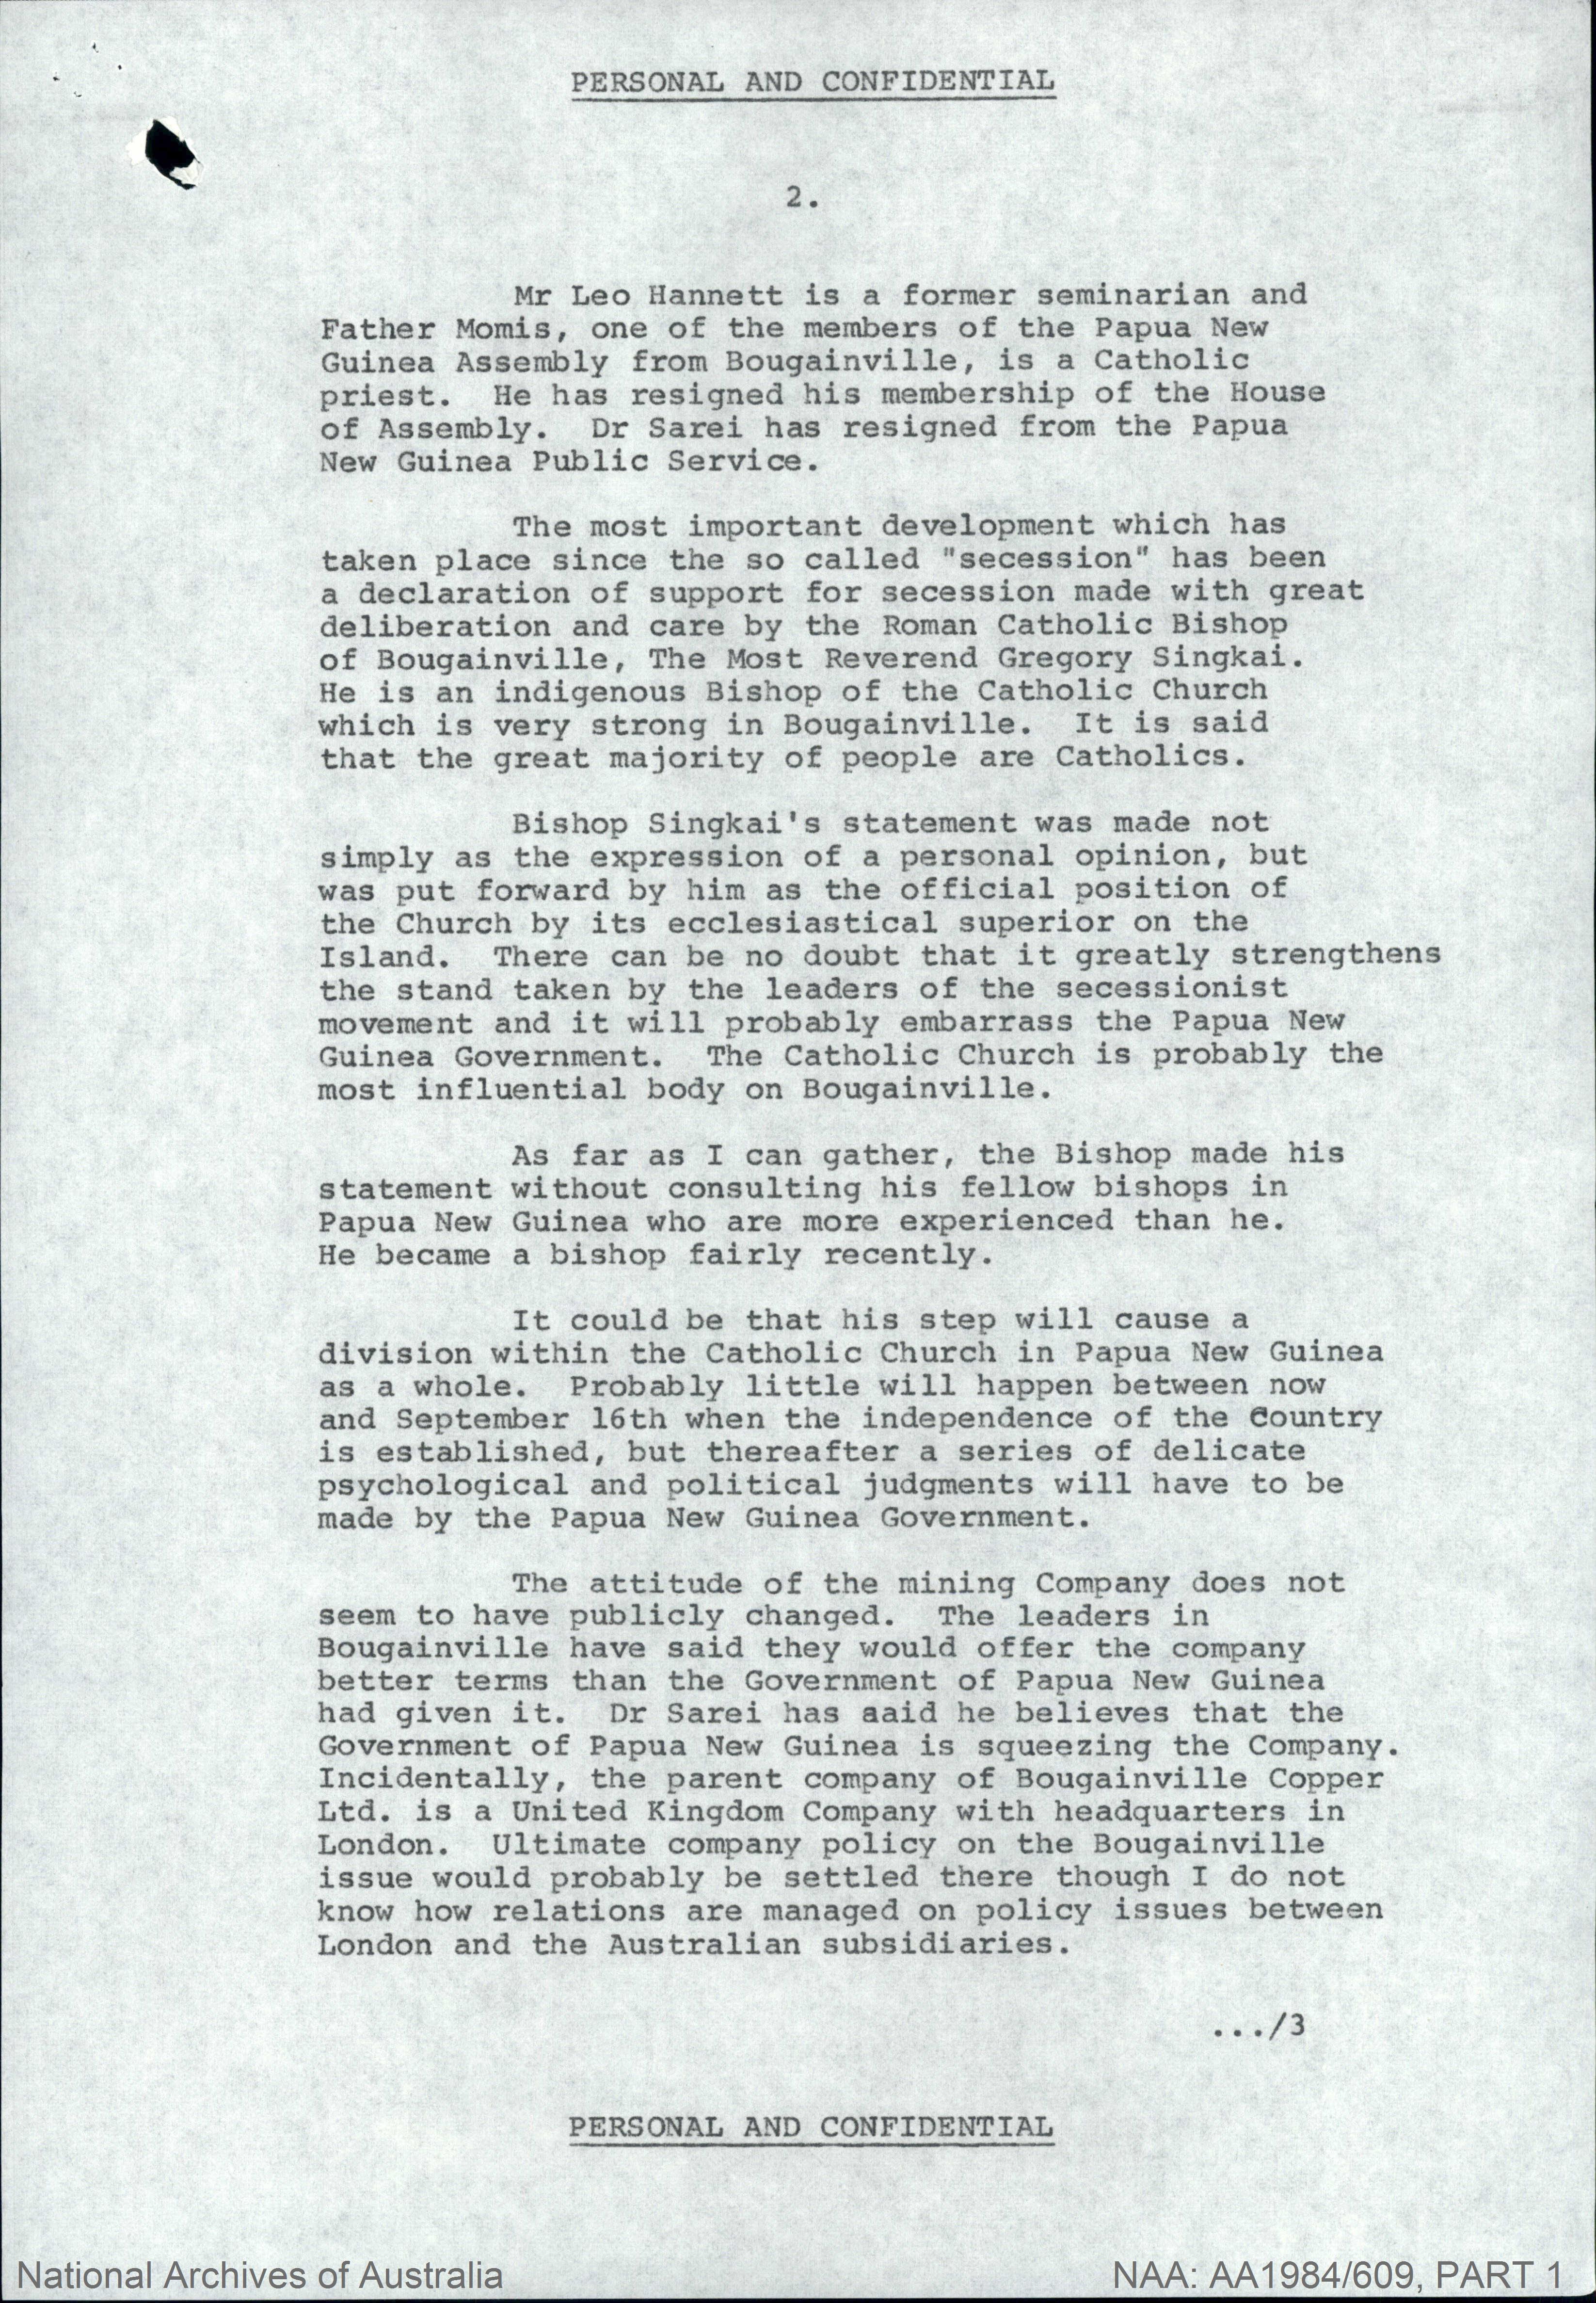 PERSONAL AND CONFIDENTIAL
2.
Mr Leo Hannett is a former seminarian and
Father Momis, one of the members of the Papua New
Guinea Assembly from Bougainville, is a Catholic
priest. He has resigned his membership of the House
of Assembly. Dr Sarei has resigned from the Papua
New Guinea Public Service.
The most important development which has
taken place since the so called "secession" has been
a declaration of support for secession made with great
deliberation and care by the Roman Catholic Bishop
of Bougainville, The Most Reverend Gregory Singkai.
He is an indigenous Bishop of the Catholic Church
which is very strong in Bougainville. It is said
that the great majority of people are Catholics.
Bishop Singkai's statement was made not
simply as the expression of a personal opinion, but
was put forward by him as the official position of
the Church by its ecclesiastical superior on the
Island. There can be no doubt that it greatly strengthens
the stand taken by the leaders of the secessionist
movement and it will probably embarrass the Papua New
Guinea Government. The Catholic Church is probably the
most influential body on Bougainville.
As far as I can gather, the Bishop made his
statement without consulting his fellow bishops in
Papua New Guinea who are more experienced than he.
He became a bishop fairly recently.
It could be that his step will cause a
division within the Catholic Church in Papua New Guinea
as a whole. Probably little will happen between now
and September 16th when the independence of the Country
is established, but thereafter a series of delicate
psychological and political judgments will have to be
made by the Papua New Guinea Government.
The attitude of the mining Company does not
seem to have publicly changed. The leaders in
Bougainville have said they would offer the company
better terms than the Government of Papua New Guinea
had given it. Dr Sarei has aaid he believes that the
Government of Papua New Guinea is squeezing the Company.
Incidentally, the parent company of Bougainville Copper
Ltd. is a United Kingdom Company with headquarters in
London. Ultimate company policy on the Bougainville
issue would probably be settled there though I do not
know how relations are managed on policy issues between
London and the Australian subsidiaries.
.../3
PERSONAL AND CONFIDENTIAL
National Archives of Australia
NAA: AA1984/609, PART 1